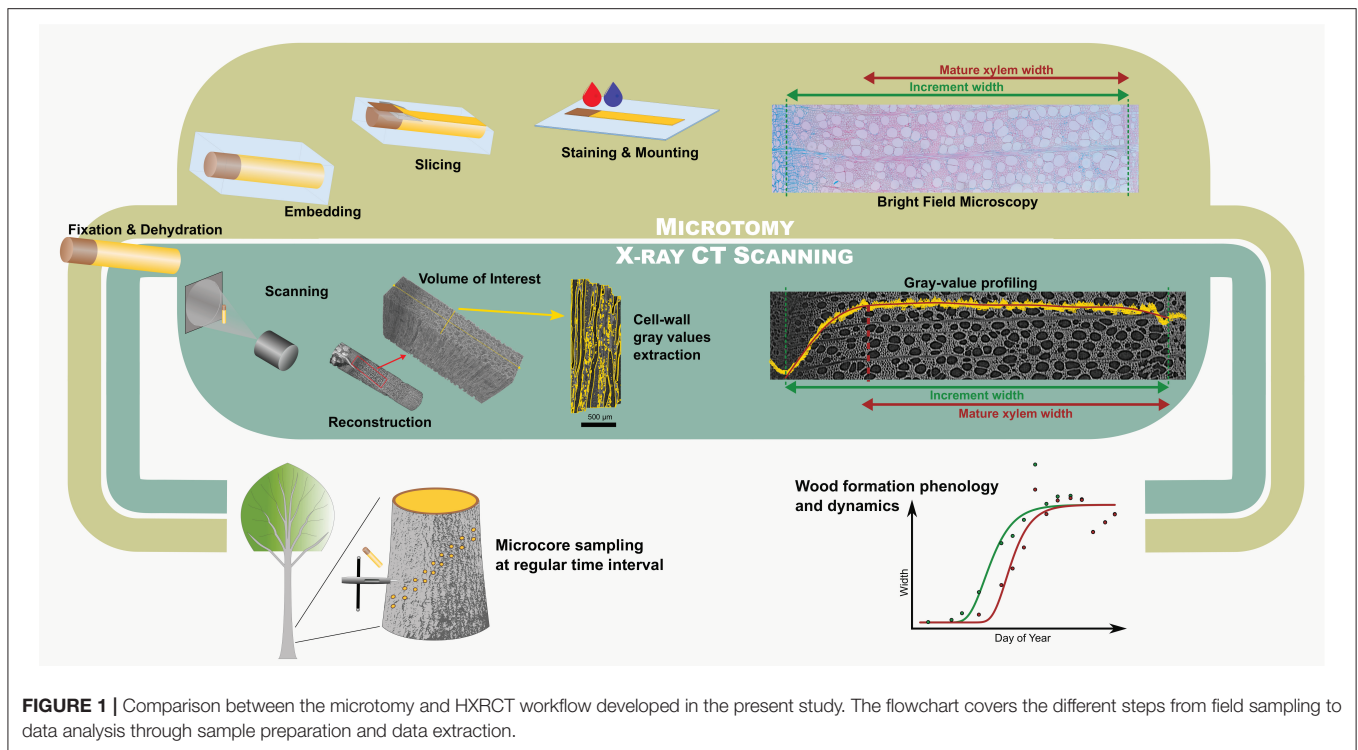 Mature xylem width
Increment width
Slicing
Staining & Mounting
Embedding
Bright Field Microscopy
Fixation & Dehydration
MICROTOMY
X-RAY CT SCANNING
Scanning
Volume of Interest
Gray-value profiling
Cell-wall
gray values
extraction
500 µm
Reconstruction
Increment width
Mature xylem width
Microcore sampling
at regular time interval
Wood formation phenology
and dynamics
Width
Day of Year
FIGURE 1 | Comparison between the microtomy and HXRCT workflow developed in the present study. The flowchart covers the different steps from field sampling to
data analysis through sample preparation and data extraction.